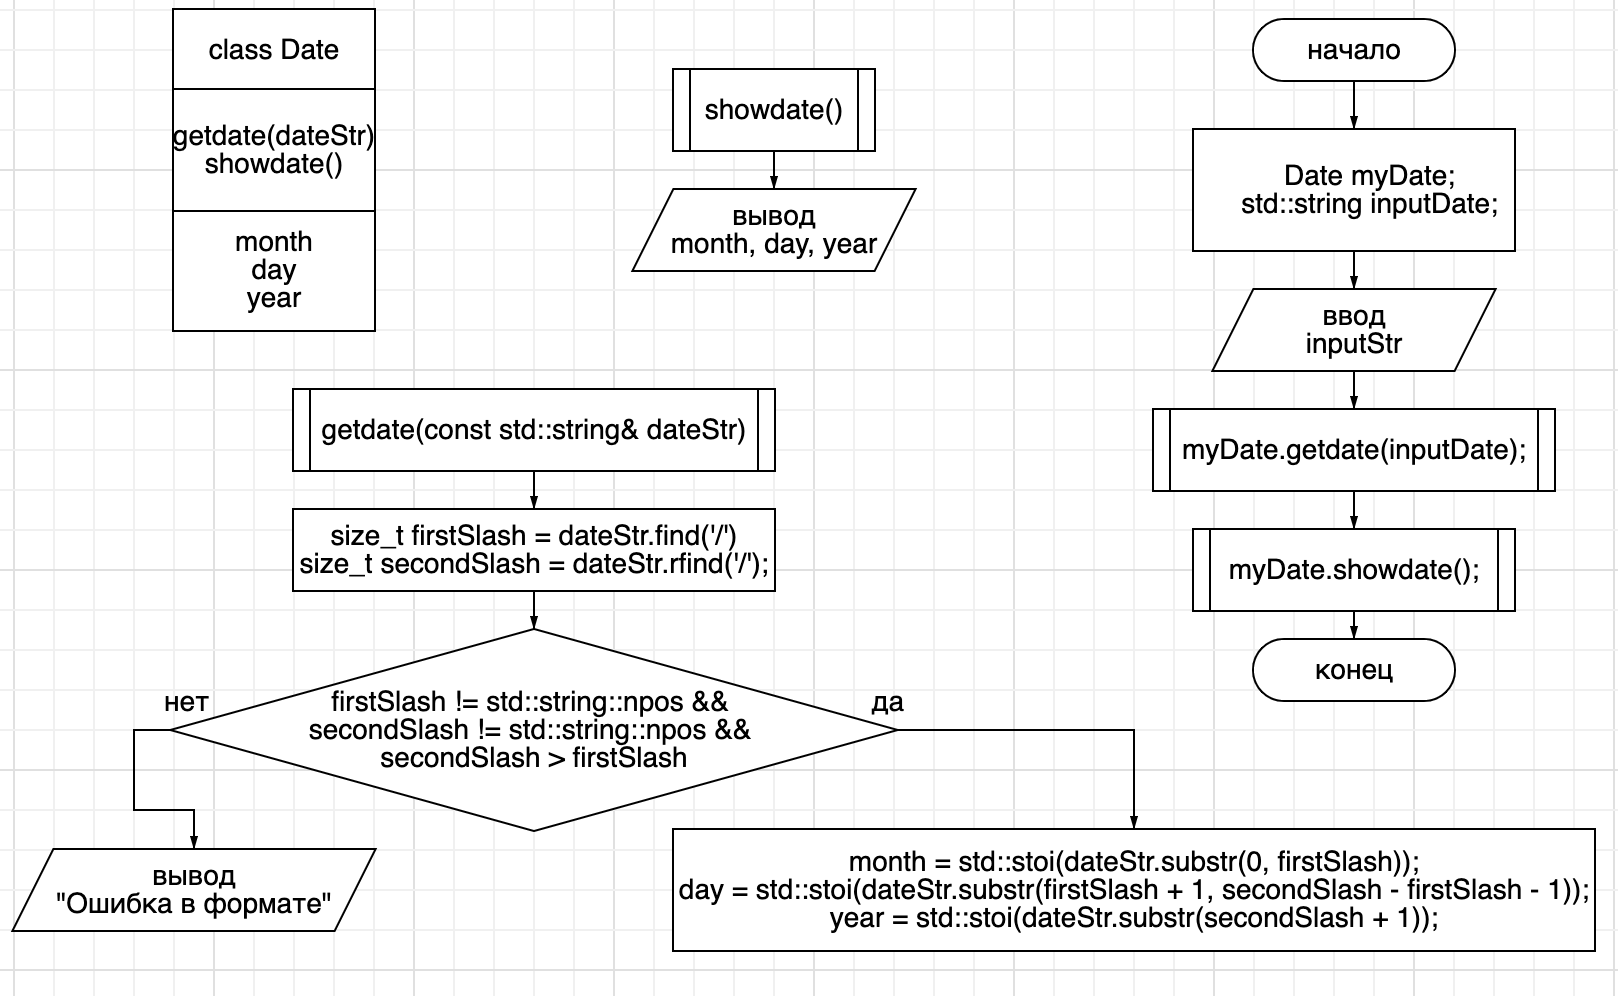 class Date
getdate(dateStr)
showdate()
month
day
year
showdate()
вывод
month, day, year
getdate(const std::string& dateStr)
size_t firstSlash = dateStr.find('/')
size_t secondSlash = dateStr.rfind('/');
нет
firstSlash != std::string::npos &&
secondSlash != std::string::npos &&
secondSlash > firstSlash
да
вывод
"Ошибка в формате"
month = std::stoi(dateStr.substr(0, firstSlash));
day = std::stoi(dateStr.substr(firstSlash + 1, secondSlash - firstSlash - 1));
year = std::stoi(dateStr.substr(secondSlash + 1));
начало
Date myDate;
std::string inputDate;
ввод
inputStr
myDate.getdate(inputDate);
myDate.showdate();
конец